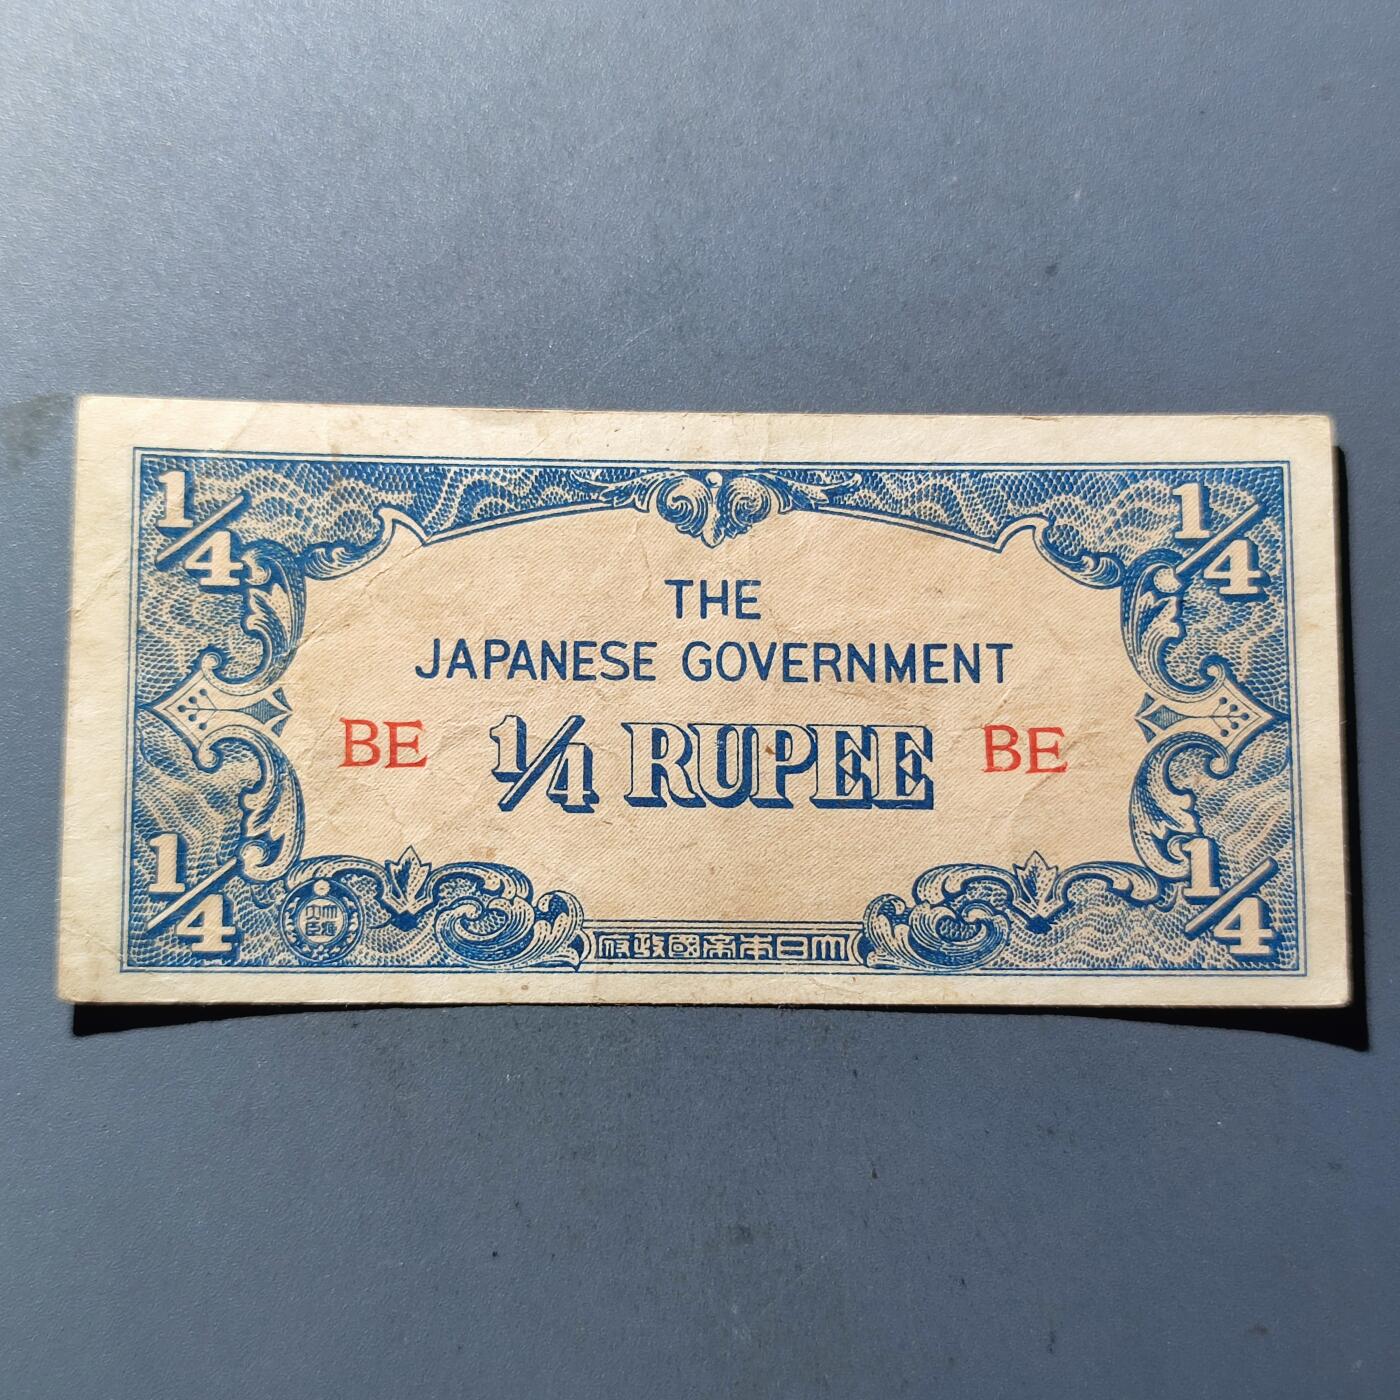 1/4 1/4
THE
JAPANESE GOVERNMENT
BE 1/4 RUPEE BE
1/4 1/4
府政國帝本日大